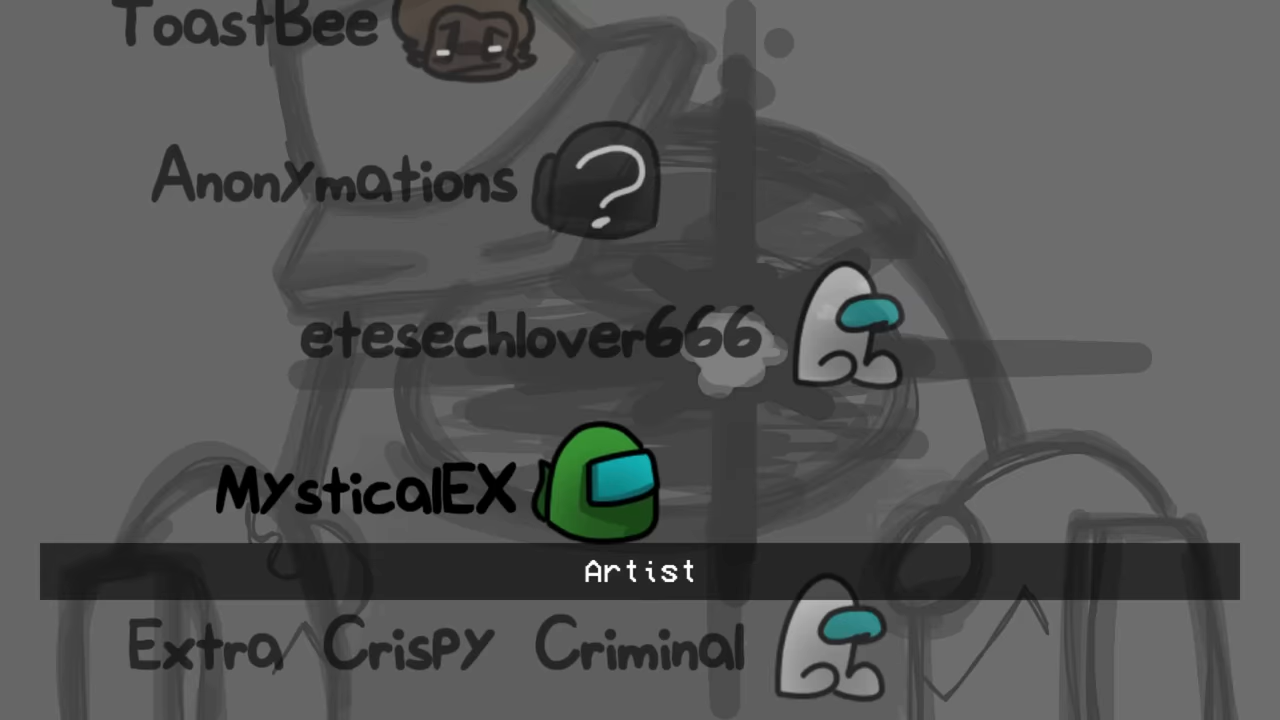 ToastBee
Anonymations
?
etesechlover666
MysticalEX
Artist
Extra Crispy Criminal